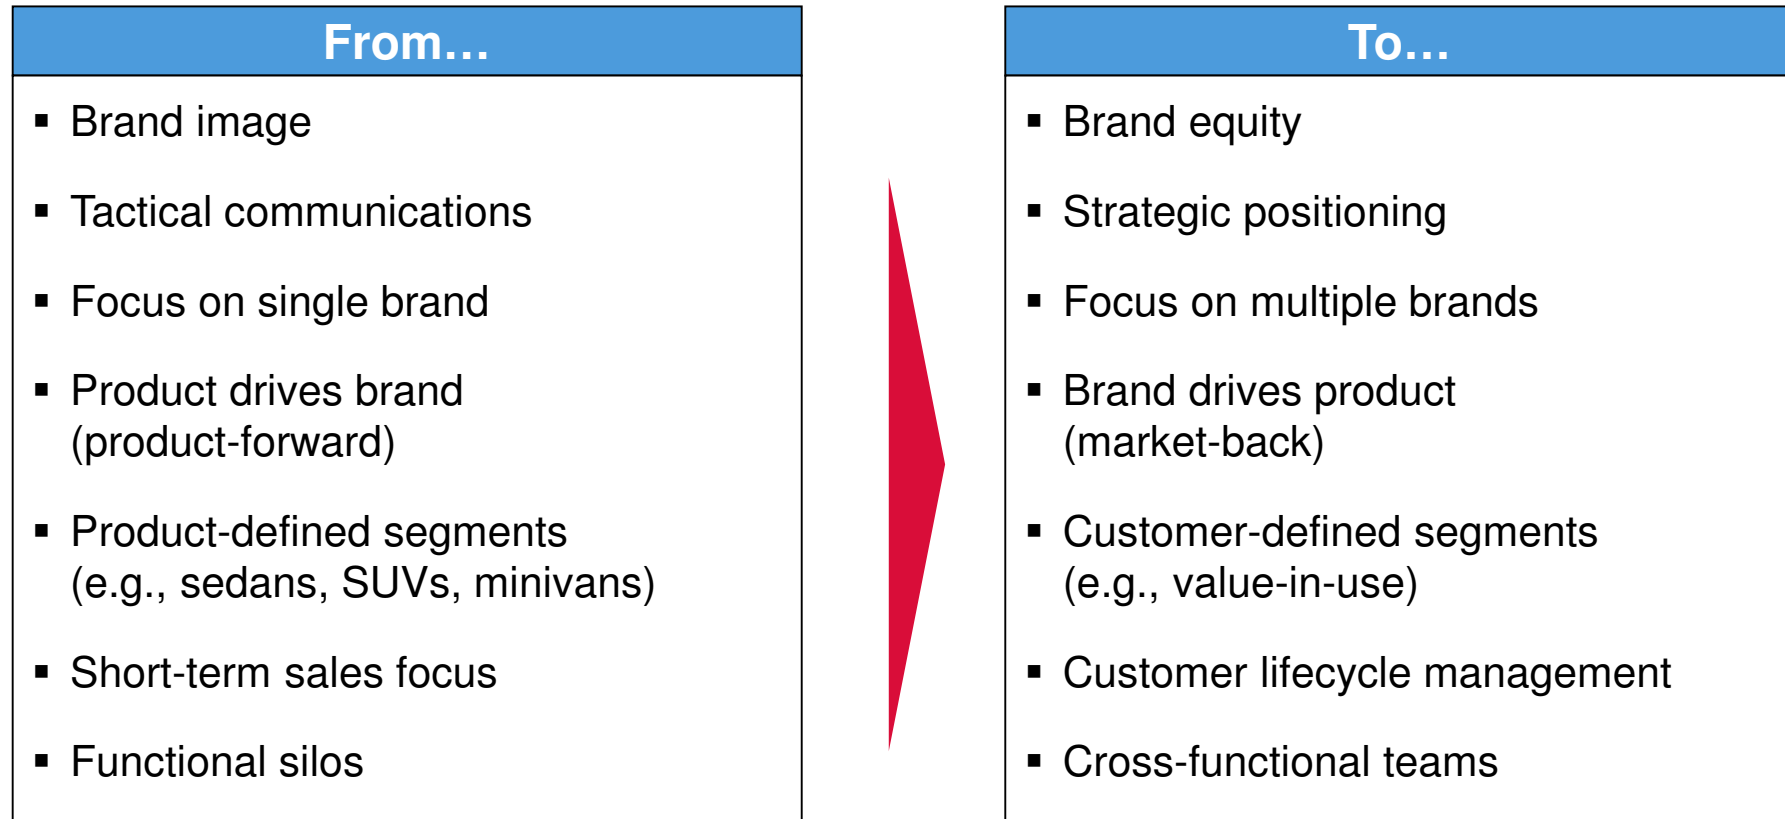 From…
▪ Brand image
▪ Tactical communications
▪ Focus on single brand
▪ Product drives brand
(product-forward)
▪ Product-defined segments
(e.g., sedans, SUVs, minivans)
▪ Short-term sales focus
▪ Functional silos
To…
▪ Brand equity
▪ Strategic positioning
▪ Focus on multiple brands
▪ Brand drives product
(market-back)
▪ Customer-defined segments
(e.g., value-in-use)
▪ Customer lifecycle management
▪ Cross-functional teams